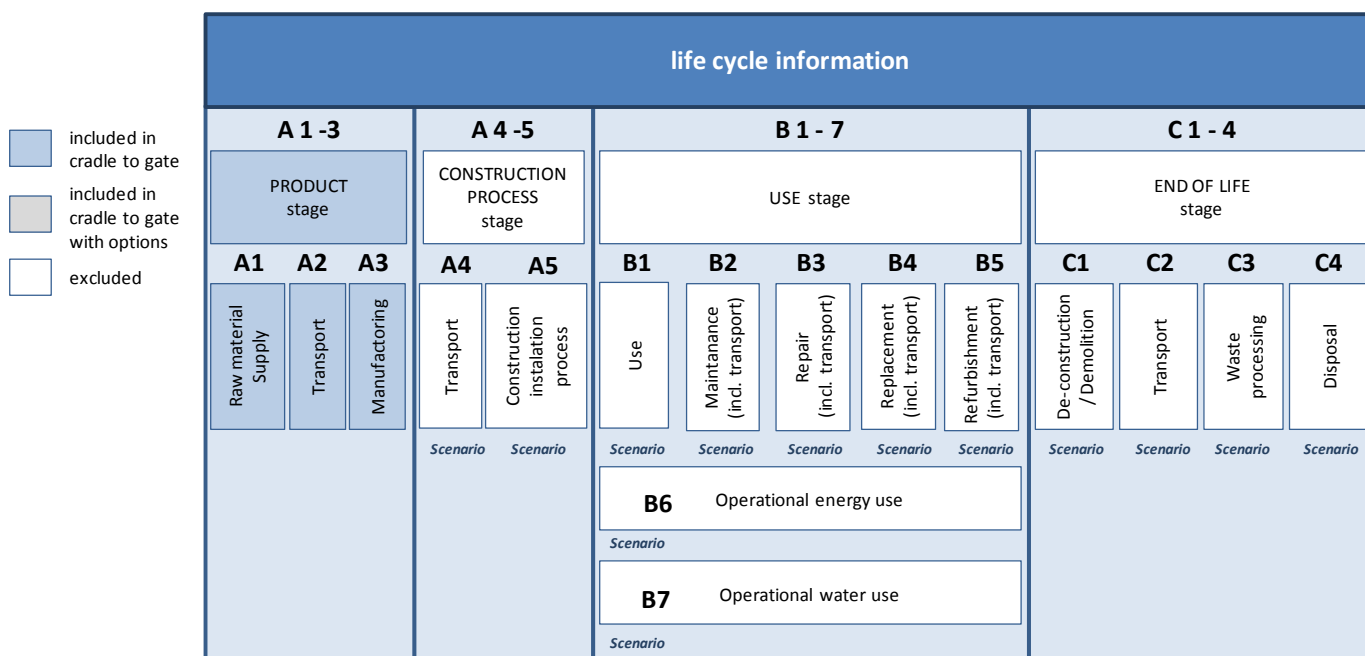 life cycle information
included in
cradle to gate
included in
cradle to gate
with options
excluded
A 1 -3
A 4 -5
B 1 - 7
C 1 - 4
PRODUCT
stage
CONSTRUCTION
PROCESS
stage
USE stage
END OF LIFE
stage
A1
A2
A3
A4
A5
B1
B2
B3
B4
B5
C1
C2
C3
C4
Raw material
Supply
Transport
Manufactoring
Transport
Construction
instalation
process
Use
Maintanance
(incl. transport)
Repair
(incl. transport)
Replacement
(incl. transport)
Refurbishment
(incl. transport)
De-construction
/ Demolition
Transport
Waste
processing
Disposal
Scenario
Scenario
Scenario
Scenario
Scenario
Scenario
Scenario
Scenario
Scenario
Scenario
Scenario
B6 Operational energy use
Scenario
B7 Operational water use
Scenario